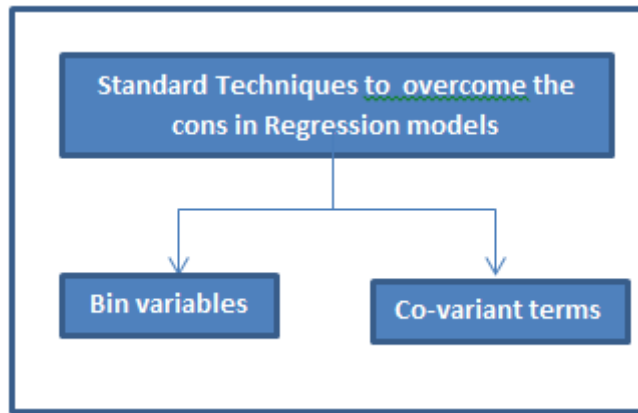 Standard Techniques to overcome the
cons in Regression models
Bin variables
Co-variant terms